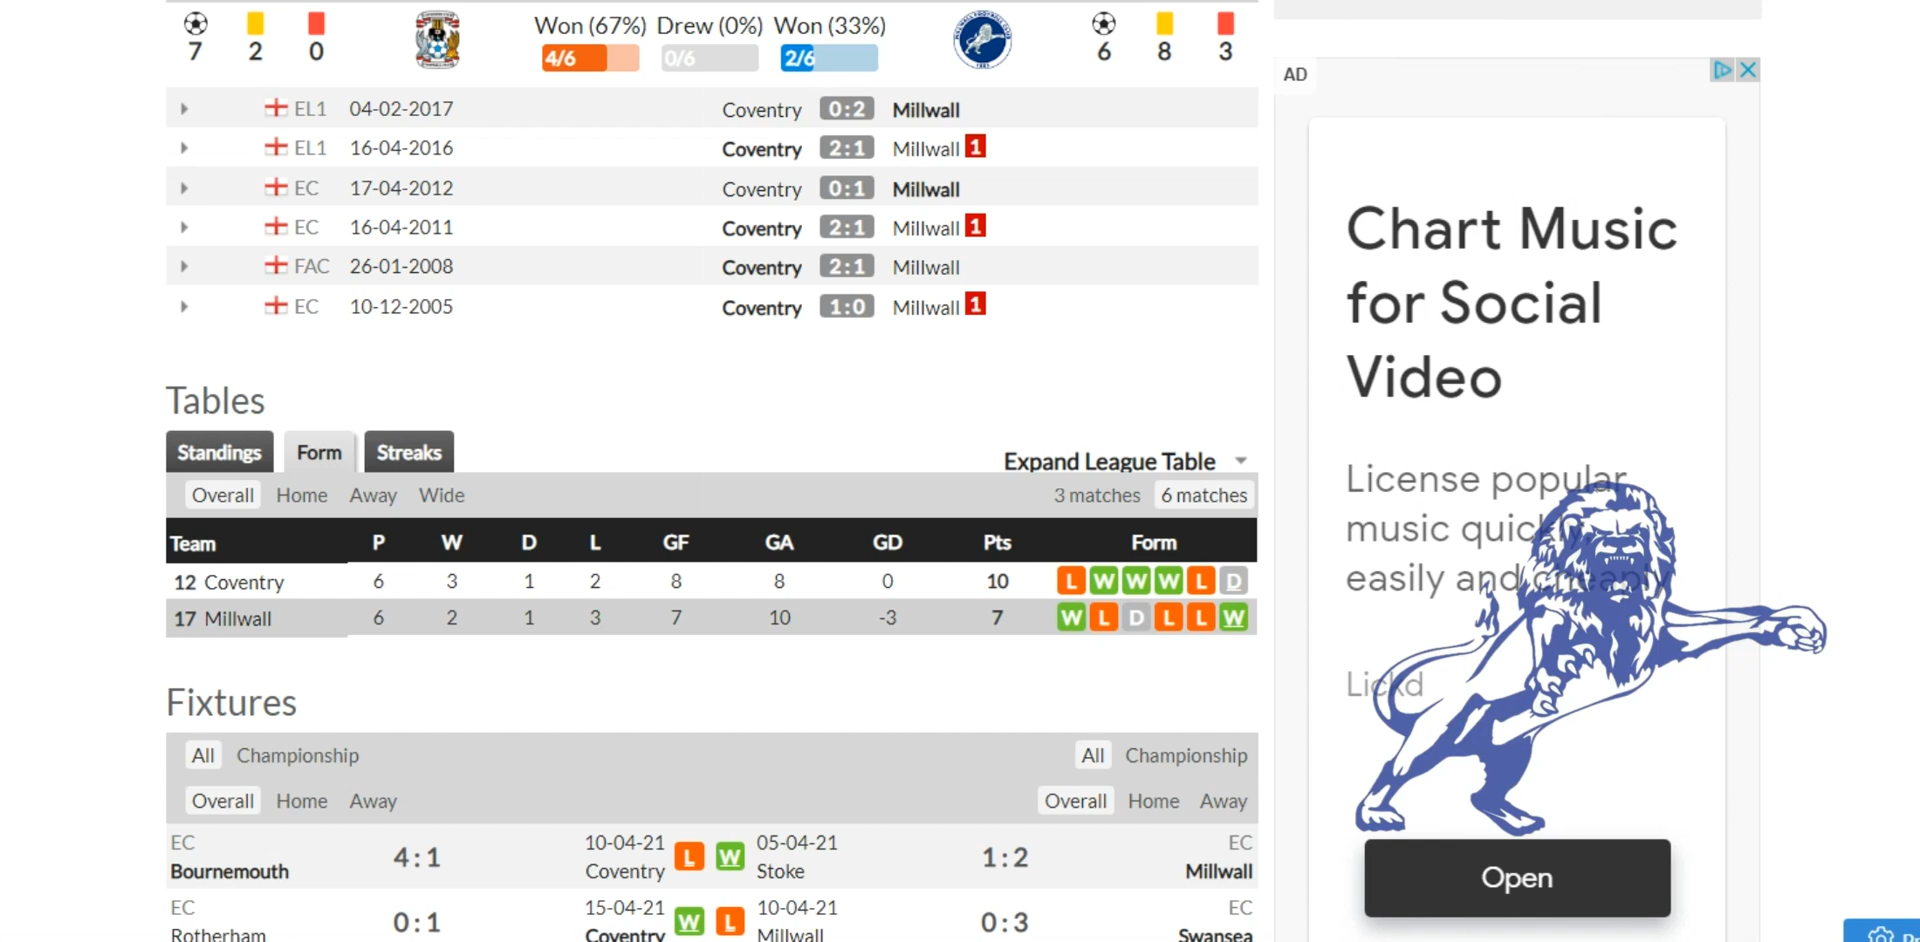 Won (67%) Drew (0%) Won (33%)
7 2 0 4/6 0/6 2/6 6 8 3
EL1 04-02-2017 Coventry 0:2 Millwall
EL1 16-04-2016 Coventry 2:1 Millwall 1
EC 17-04-2012 Coventry 0:1 Millwall
EC 16-04-2011 Coventry 2:1 Millwall 1
FAC 26-01-2008 Coventry 2:1 Millwall
EC 10-12-2005 Coventry 1:0 Millwall 1
Tables
Standings Form Streaks
Expand League Table
Overall Home Away Wide 3 matches 6 matches
Team P W D L GF GA GD Pts Form
12 Coventry 6 3 1 2 8 8 0 10 L W W W L D
17 Millwall 6 2 1 3 7 10 -3 7 W L D L L W
Fixtures
All Championship All Championship
Overall Home Away Overall Home Away
EC 10-04-21 05-04-21 EC
4:1 L W 1:2
Bournemouth Coventry Stoke Millwall
EC 15-04-21 10-04-21 EC
0:1 W L 0:3
Rotherham Coventry Millwall Swansea
AD
Chart Music
for Social
Video
License popular
music quickly,
easily and cheaply
Lickd
Open